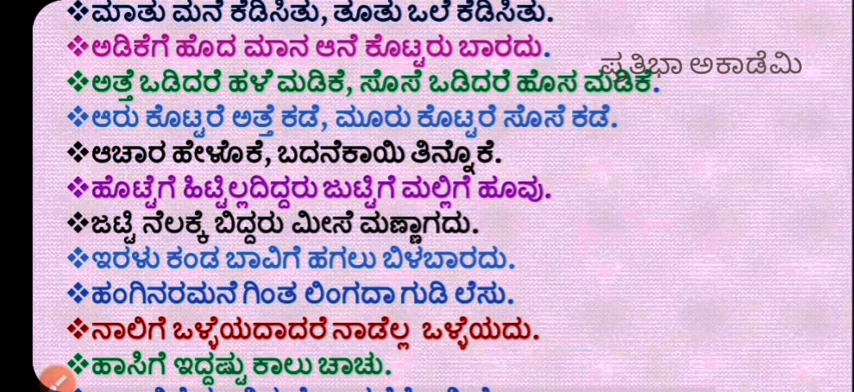 ❖ಮಾತು ಮನೆ ಕೆಡಿಸಿತು, ತೂತು ಒಲೆ ಕೆಡಿಸಿತು.
❖ಅಡಿಕೆಗೆ ಹೊದ ಮಾನ ಆನೆ ಕೊಟ್ಟರು ಬಾರದು.
ಪ್ರತಿಭಾ ಅಕಾಡೆಮಿ
❖ಅತ್ತೆ ಒಡಿದರೆ ಹಳೆ ಮಡಿಕೆ, ಸೊಸೆ ಒಡಿದರೆ ಹೊಸ ಮಡಿಕೆ.
❖ಆರು ಕೊಟ್ಟರೆ ಅತ್ತೆ ಕಡೆ, ಮೂರು ಕೊಟ್ಟರೆ ಸೊಸೆ ಕಡೆ.
❖ಆಚಾರ ಹೇಳೊಕೆ, ಬದನೆಕಾಯಿ ತಿನ್ನೊಕೆ.
❖ಹೊಟ್ಟೆಗೆ ಹಿಟ್ಟಿಲ್ಲದಿದ್ದರು ಜುಟ್ಟಿಗೆ ಮಲ್ಲಿಗೆ ಹೂವು.
❖ಜಟ್ಟಿ ನೆಲಕ್ಕೆ ಬಿದ್ದರು ಮೀಸೆ ಮಣ್ಣಾಗದು.
❖ಇರಳು ಕಂಡ ಬಾವಿಗೆ ಹಗಲು ಬಿಳಬಾರದು.
❖ಹಂಗಿನರಮನೆ ಗಿಂತ ಲಿಂಗದಾ ಗುಡಿ ಲೆಸು.
❖ನಾಲಿಗೆ ಒಳ್ಳೆಯದಾದರೆ ನಾಡೆಲ್ಲ ಒಳ್ಳೆಯದು.
❖ಹಾಸಿಗೆ ಇದ್ದಷ್ಟು ಕಾಲು ಚಾಚು.